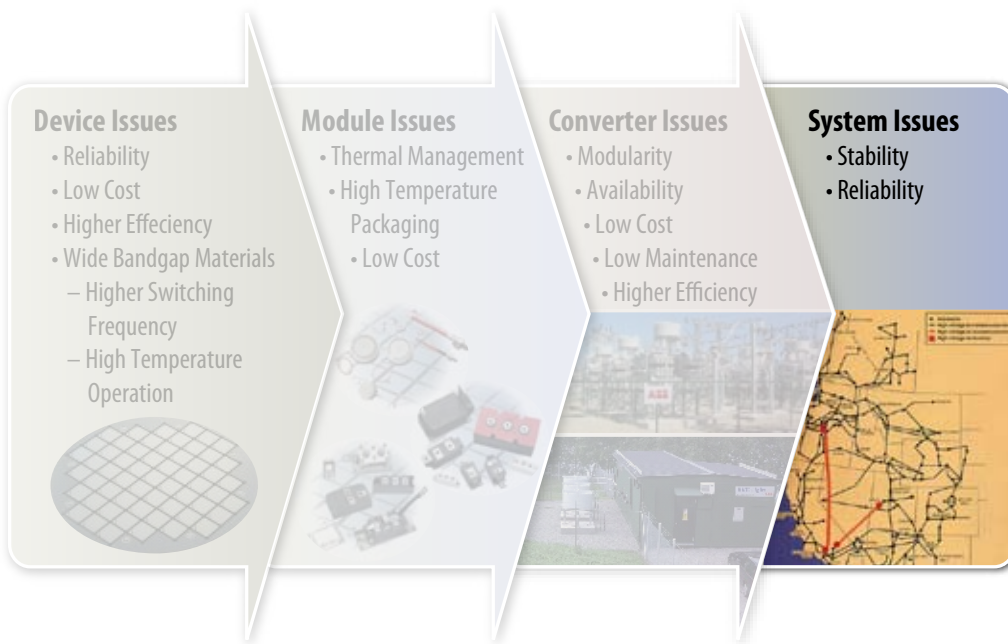 Device Issues
• Reliability
• Low Cost
• Higher Effeciency
• Wide Bandgap Materials
– Higher Switching
Frequency
– High Temperature
Operation
Module Issues
• Thermal Management
• High Temperature
Packaging
• Low Cost
Converter Issues
• Modularity
• Availability
• Low Cost
• Low Maintenance
• Higher Efficiency
ABB
System Issues
• Stability
• Reliability